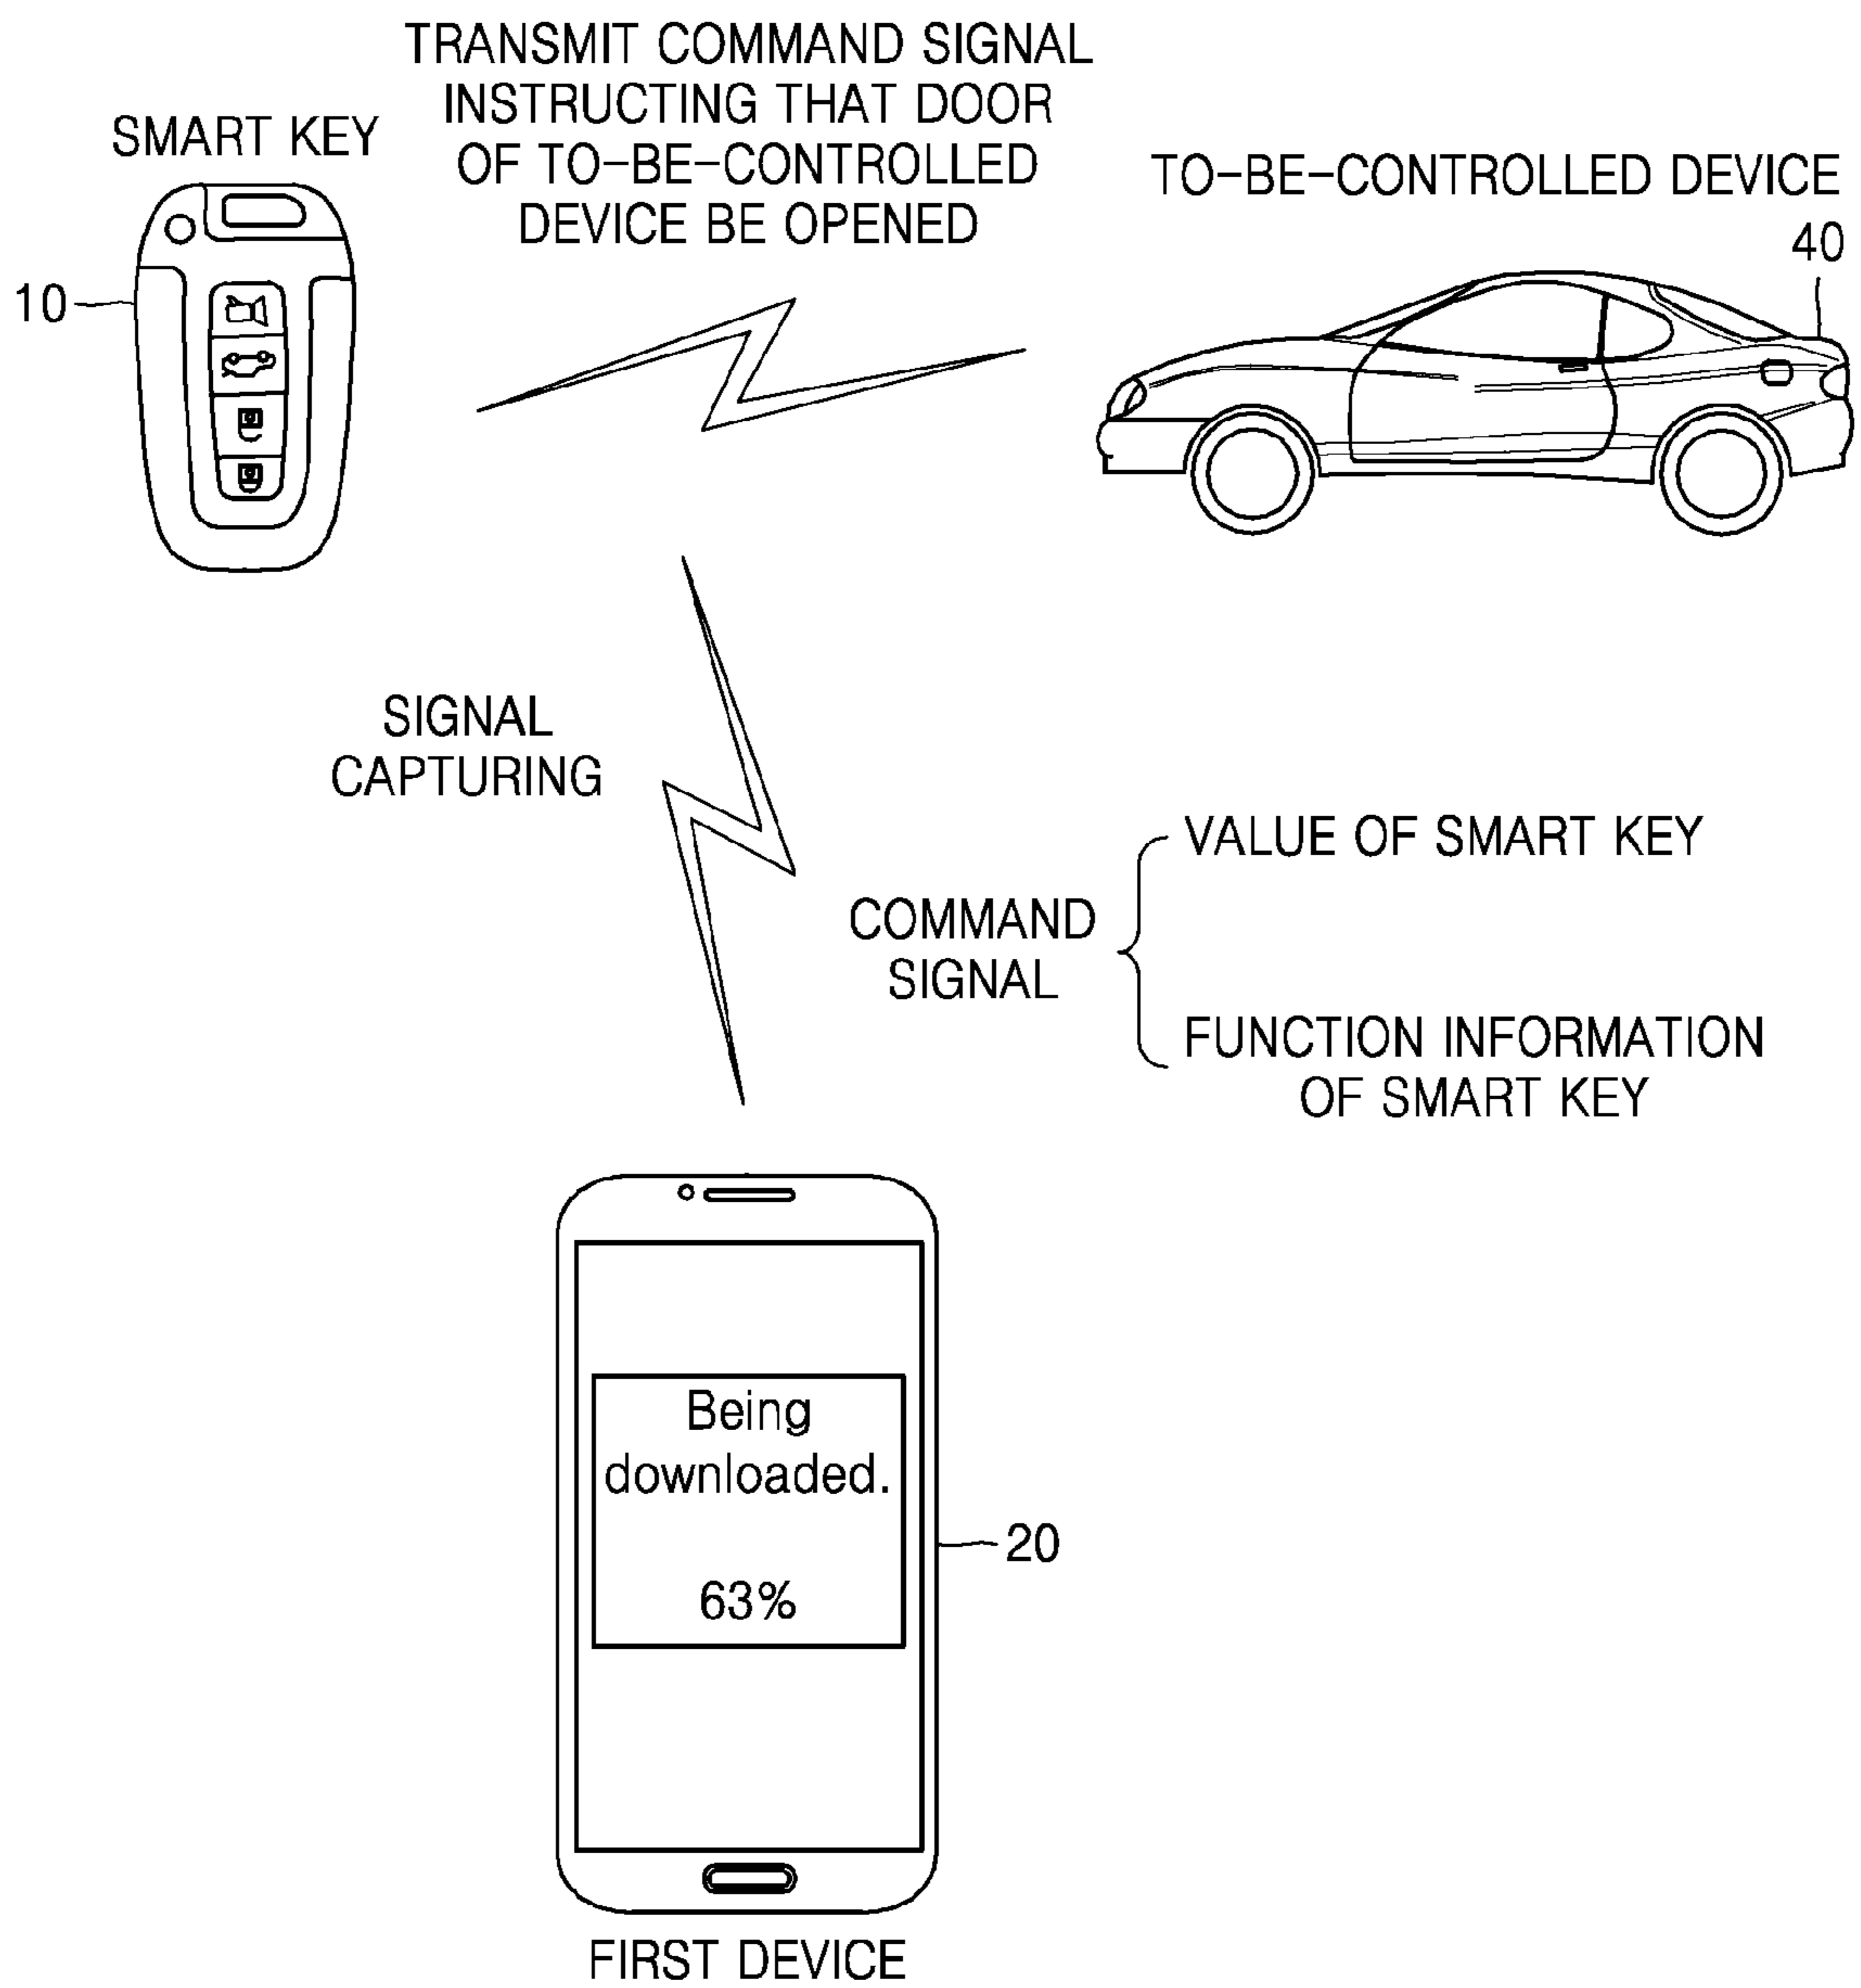 TRANSMIT COMMAND SIGNAL
INSTRUCTING THAT DOOR
OF TO-BE-CONTROLLED
DEVICE BE OPENED
SMART KEY
10
TO-BE-CONTROLLED DEVICE
40
SIGNAL
CAPTURING
COMMAND
SIGNAL
VALUE OF SMART KEY
FUNCTION INFORMATION
OF SMART KEY
Being
downloaded.
63%
20
FIRST DEVICE